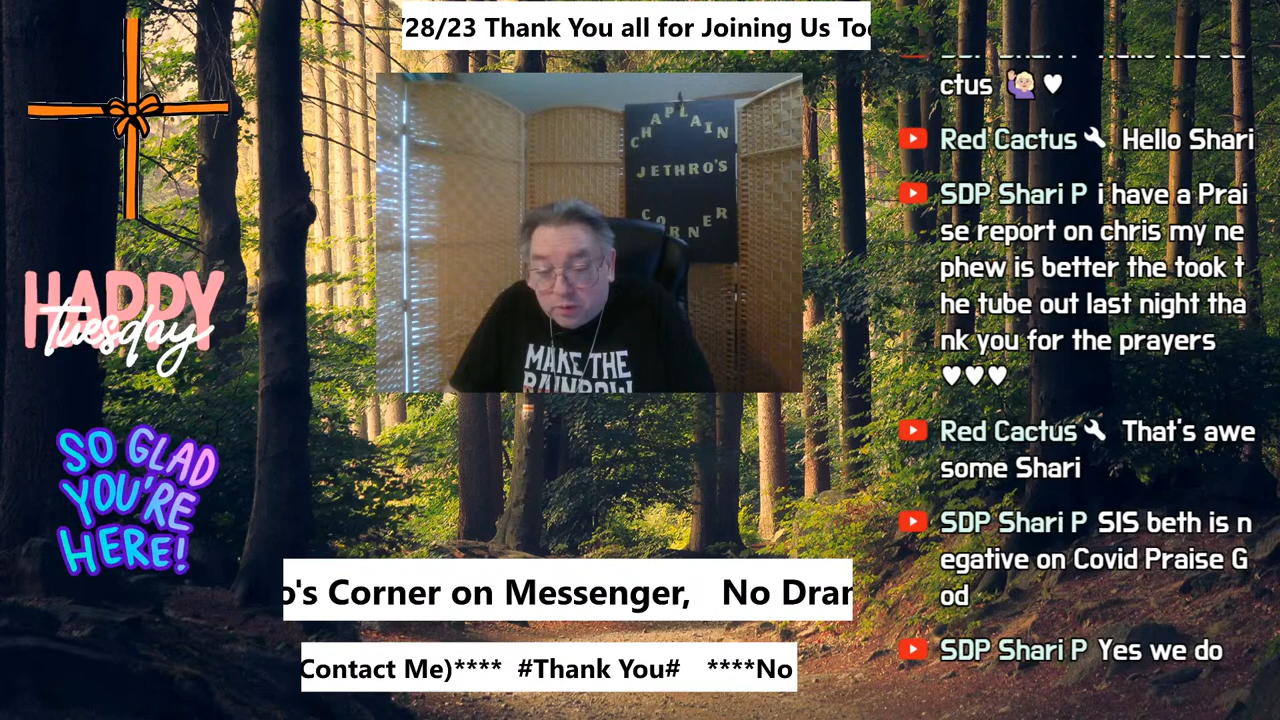 /28/23 Thank You all for Joining Us To
HAPPY
tuesday
SO GLAD
YOU'RE
HERE!
CHAPLAIN
JETHRO'S
CORNER
MAKE THE
RAINBOW
o's Corner on Messenger, No Drar
Contact Me)**** #Thank You# ****No
ctus 🙋🏼‍♀️ ♥
Red Cactus Hello Shari
SDP Shari P i have a Prai
se report on chris my ne
phew is better the took t
he tube out last night tha
nk you for the prayers
♥♥♥
Red Cactus That's awe
some Shari
SDP Shari P SIS beth is n
egative on Covid Praise G
od
SDP Shari P Yes we do